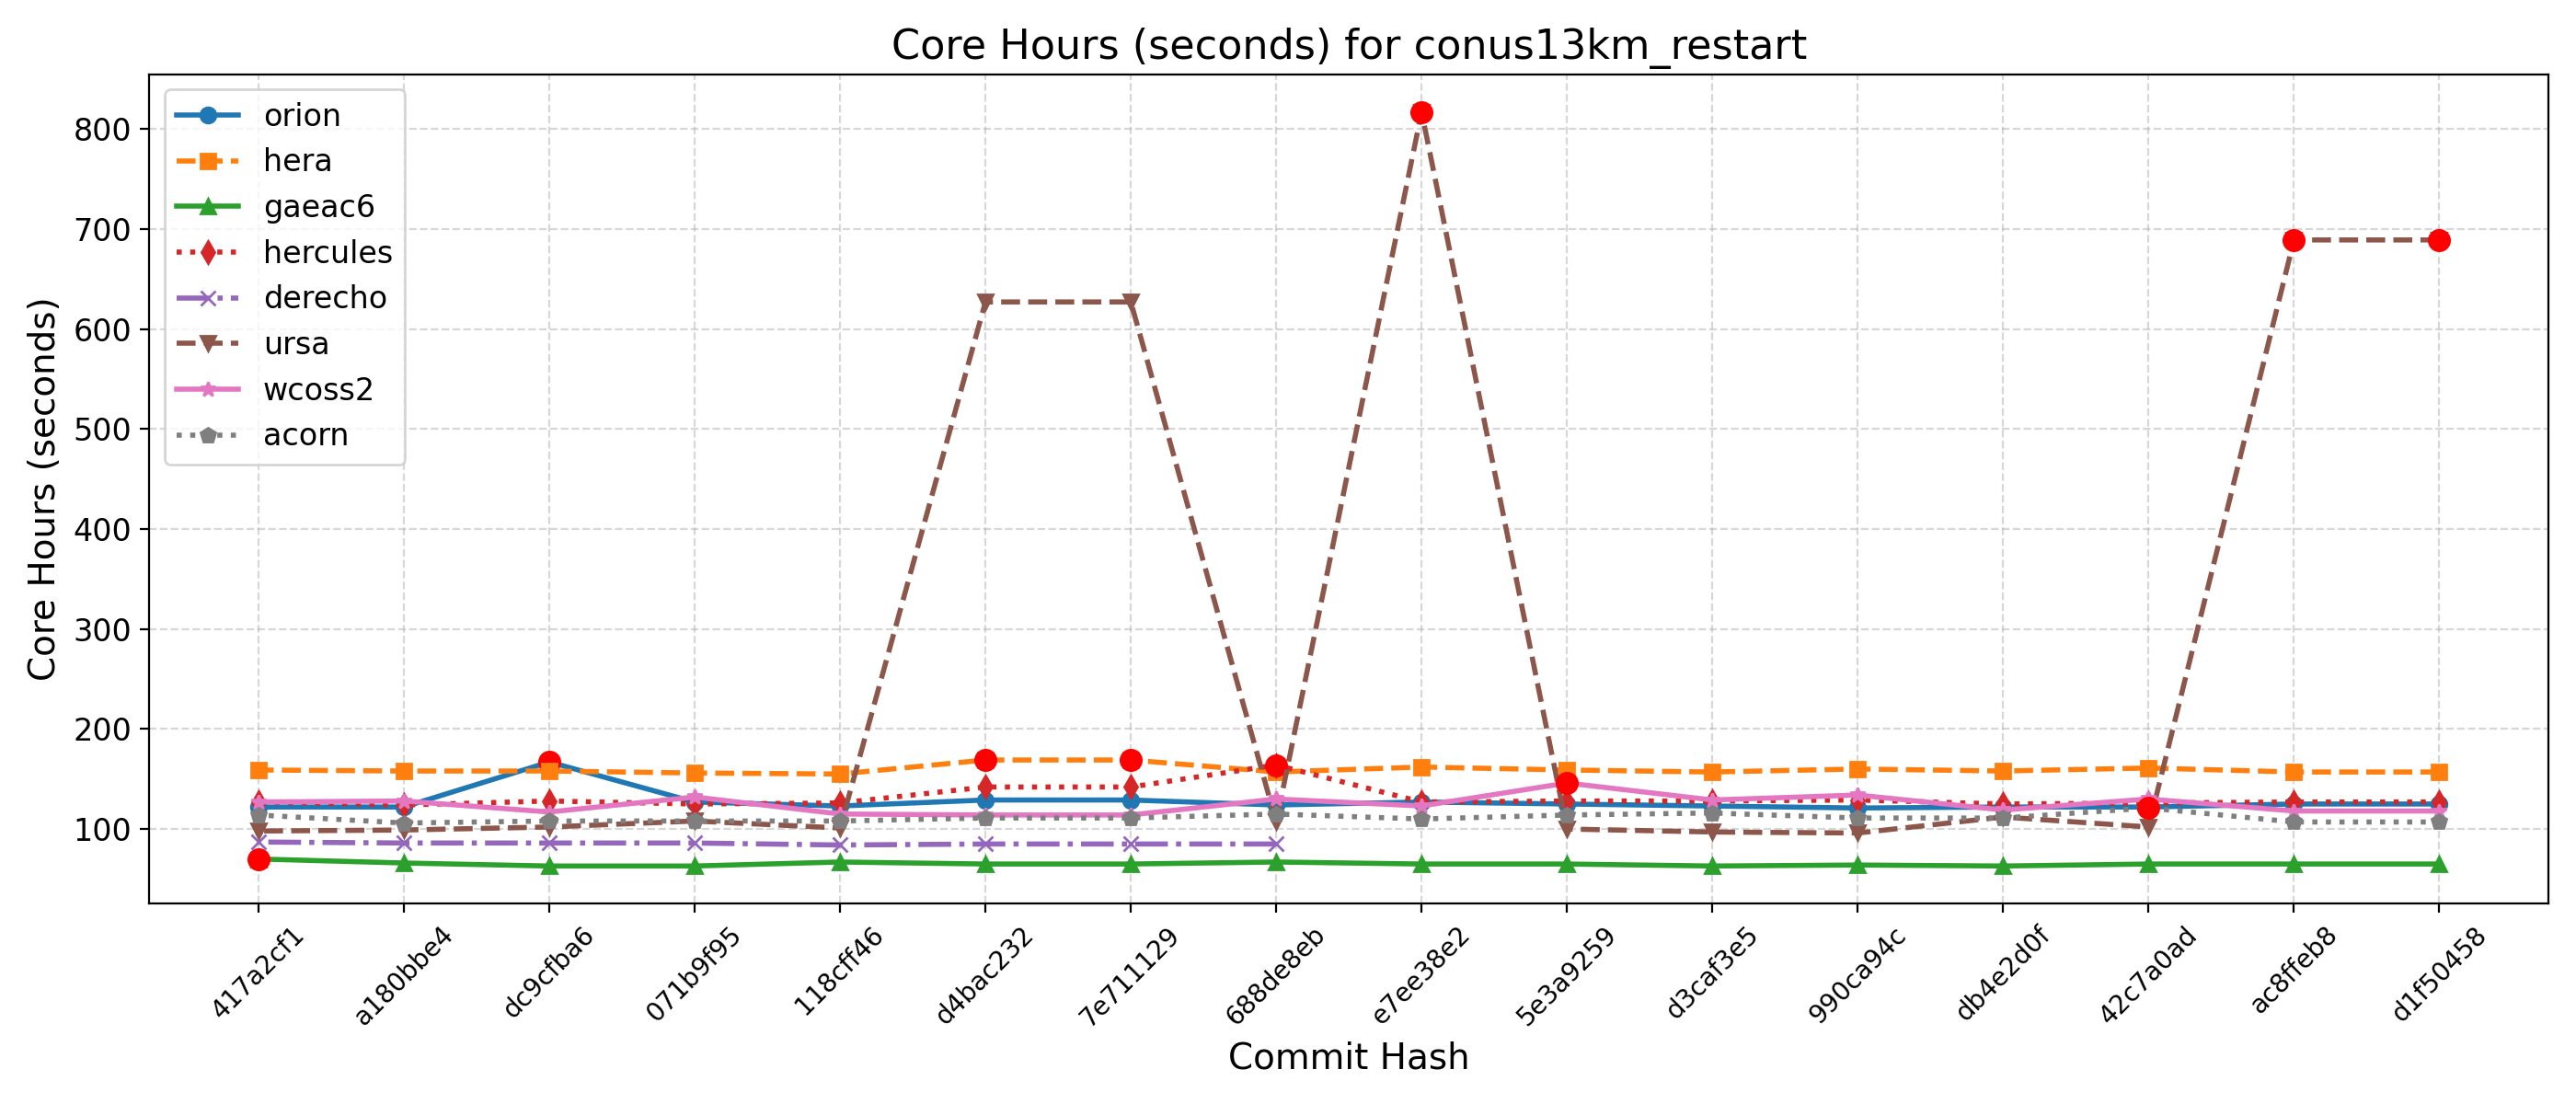 Core Hours (seconds) for conus13km_restart
orion
hera
gaeac6
hercules
derecho
ursa
wcoss2
acorn
Core Hours (seconds)
800
700
600
500
400
300
200
100
417a2cf1
a180bbe4
dc9cfba6
071b9f95
118cff46
d4bac232
7e711129
688de8eb
e7ee38e2
5e3a9259
d3caf3e5
990ca94c
db4e2d0f
42c7a0ad
ac8ffeb8
d1f50458
Commit Hash